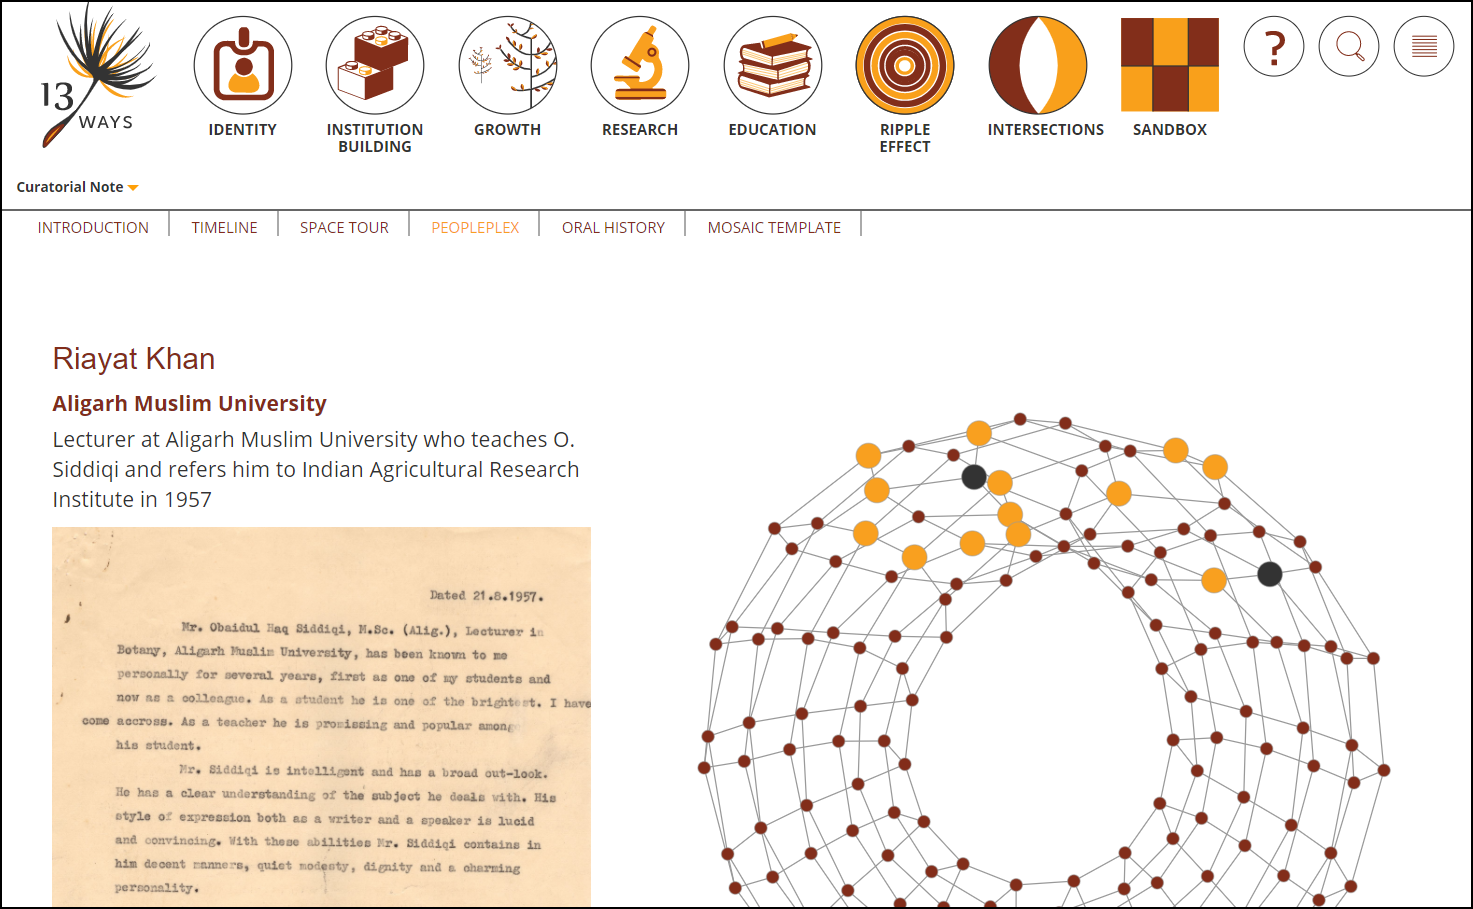 13
WAYS
IDENTITY
INSTITUTION
BUILDING
GROWTH
RESEARCH
EDUCATION
RIPPLE
EFFECT
INTERSECTIONS
SANDBOX
?
Curatorial Note
INTRODUCTION
TIMELINE
SPACE TOUR
PEOPLEPLEX
ORAL HISTORY
MOSAIC TEMPLATE
Riayat Khan
Aligarh Muslim University
Lecturer at Aligarh Muslim University who teaches O.
Siddiqi and refers him to Indian Agricultural Research
Institute in 1957
Dated 21.8.1957.
Mr. Obaidul Haq Siddiqi, M.Sc. (Alig.), Lecturer in
Botany, Aligarh Muslim University, has been known to me
personally for several years, first as one of my students and
now as a colleague. As a student he is one of the brightest. I have
come accross. As a teacher he is promissing and popular among
his student.
Mr. Siddiqi is intelligent and has a broad out-look.
He has a clear understanding of the subject he deals with. His
style of expression both as a writer and a speaker is lucid
and convincing. With these abilities Mr. Siddiqi contains in
him decent manners, quiet modesty, dignity and a charming
personality.